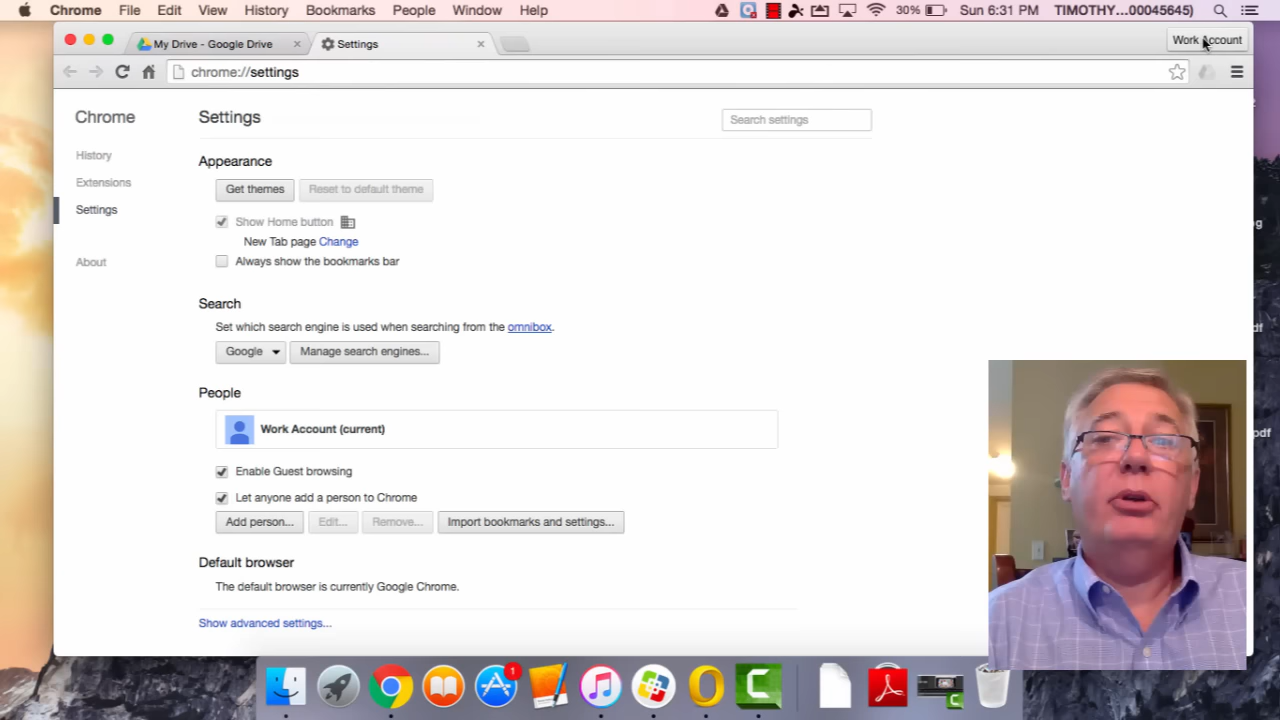 Chrome File Edit View History Bookmarks People Window Help 30% Sun 6:31 PM TIMOTHY...00045645)
My Drive - Google Drive Settings Work Account
chrome://settings
Chrome
History
Extensions
Settings
About
Settings
Search settings
Appearance
Get themes Reset to default theme
Show Home button
New Tab page Change
Always show the bookmarks bar
Search
Set which search engine is used when searching from the omnibox.
Google Manage search engines...
People
Work Account (current)
Enable Guest browsing
Let anyone add a person to Chrome
Add person... Edit... Remove... Import bookmarks and settings...
Default browser
The default browser is currently Google Chrome.
Show advanced settings...
df
pdf
1